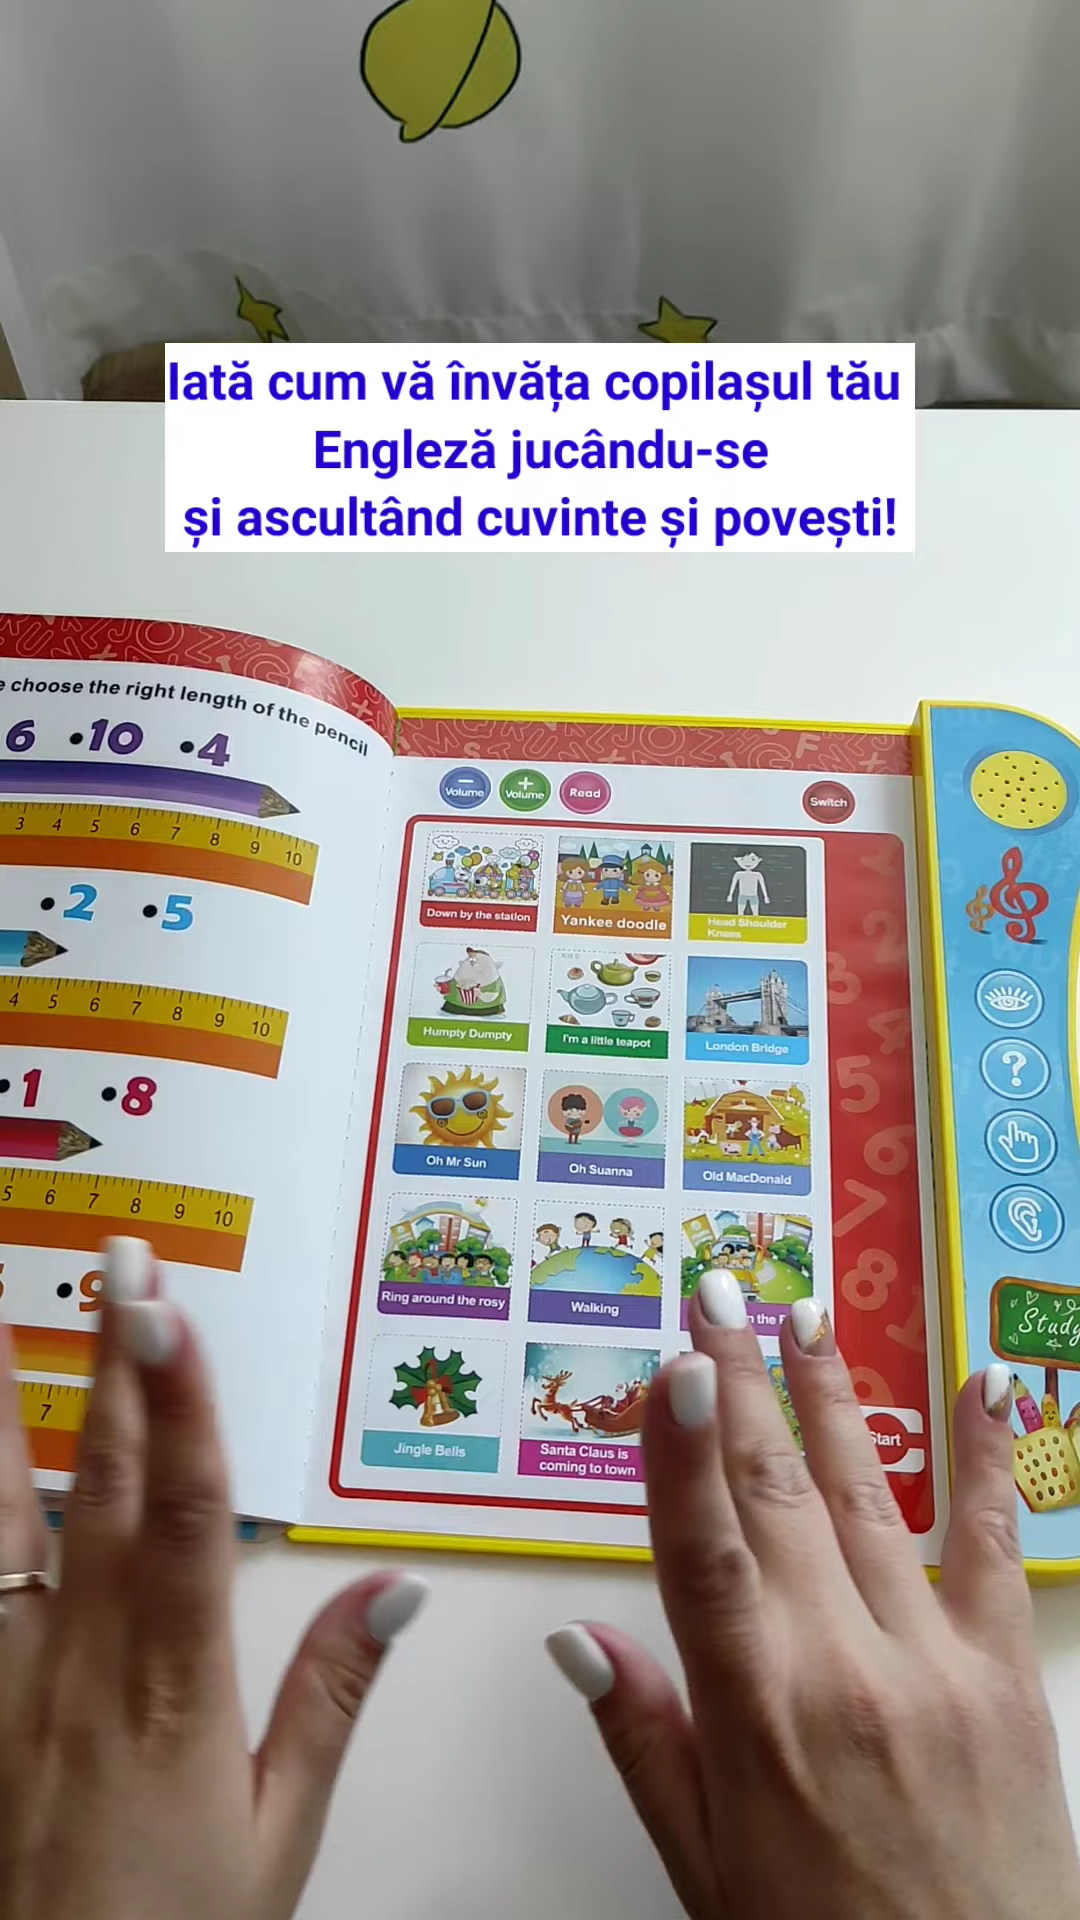 Iată cum vă învăța copilașul tău
Engleză jucându-se
și ascultând cuvinte și povești!
choose the right length of the pencil
6 •10 •4
3 4 5 6 7 8 9 10
•2 •5
4 5 6 7 8 9 10
•1 •8
5 6 7 8 9 10
•9
7
Volume
Volume
Read
Switch
Down by the station
Yankee doodle
Head Shoulder
Knees
Humpty Dumpty
I'm a little teapot
London Bridge
Oh Mr Sun
Oh Susanna
Old MacDonald
Ring around the rosy
Walking
the
Jingle Bells
Santa Claus is
coming to town
Start
Study